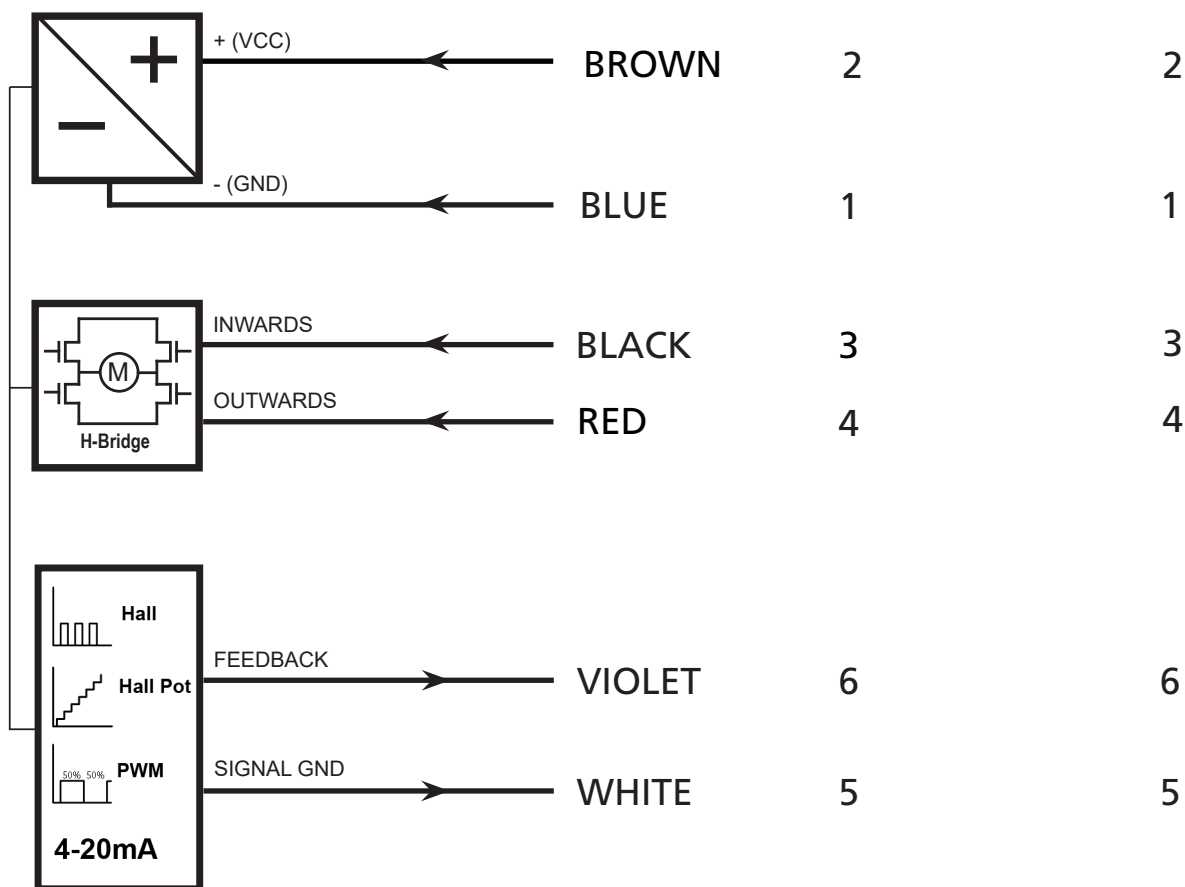 + (VCC)
BROWN 2 2
- (GND)
BLUE 1 1
INWARDS
BLACK 3 3
M
OUTWARDS
RED 4 4
H-Bridge
Hall
FEEDBACK
VIOLET 6 6
Hall Pot
SIGNAL GND
PWM
50% 50%
WHITE 5 5
4-20mA